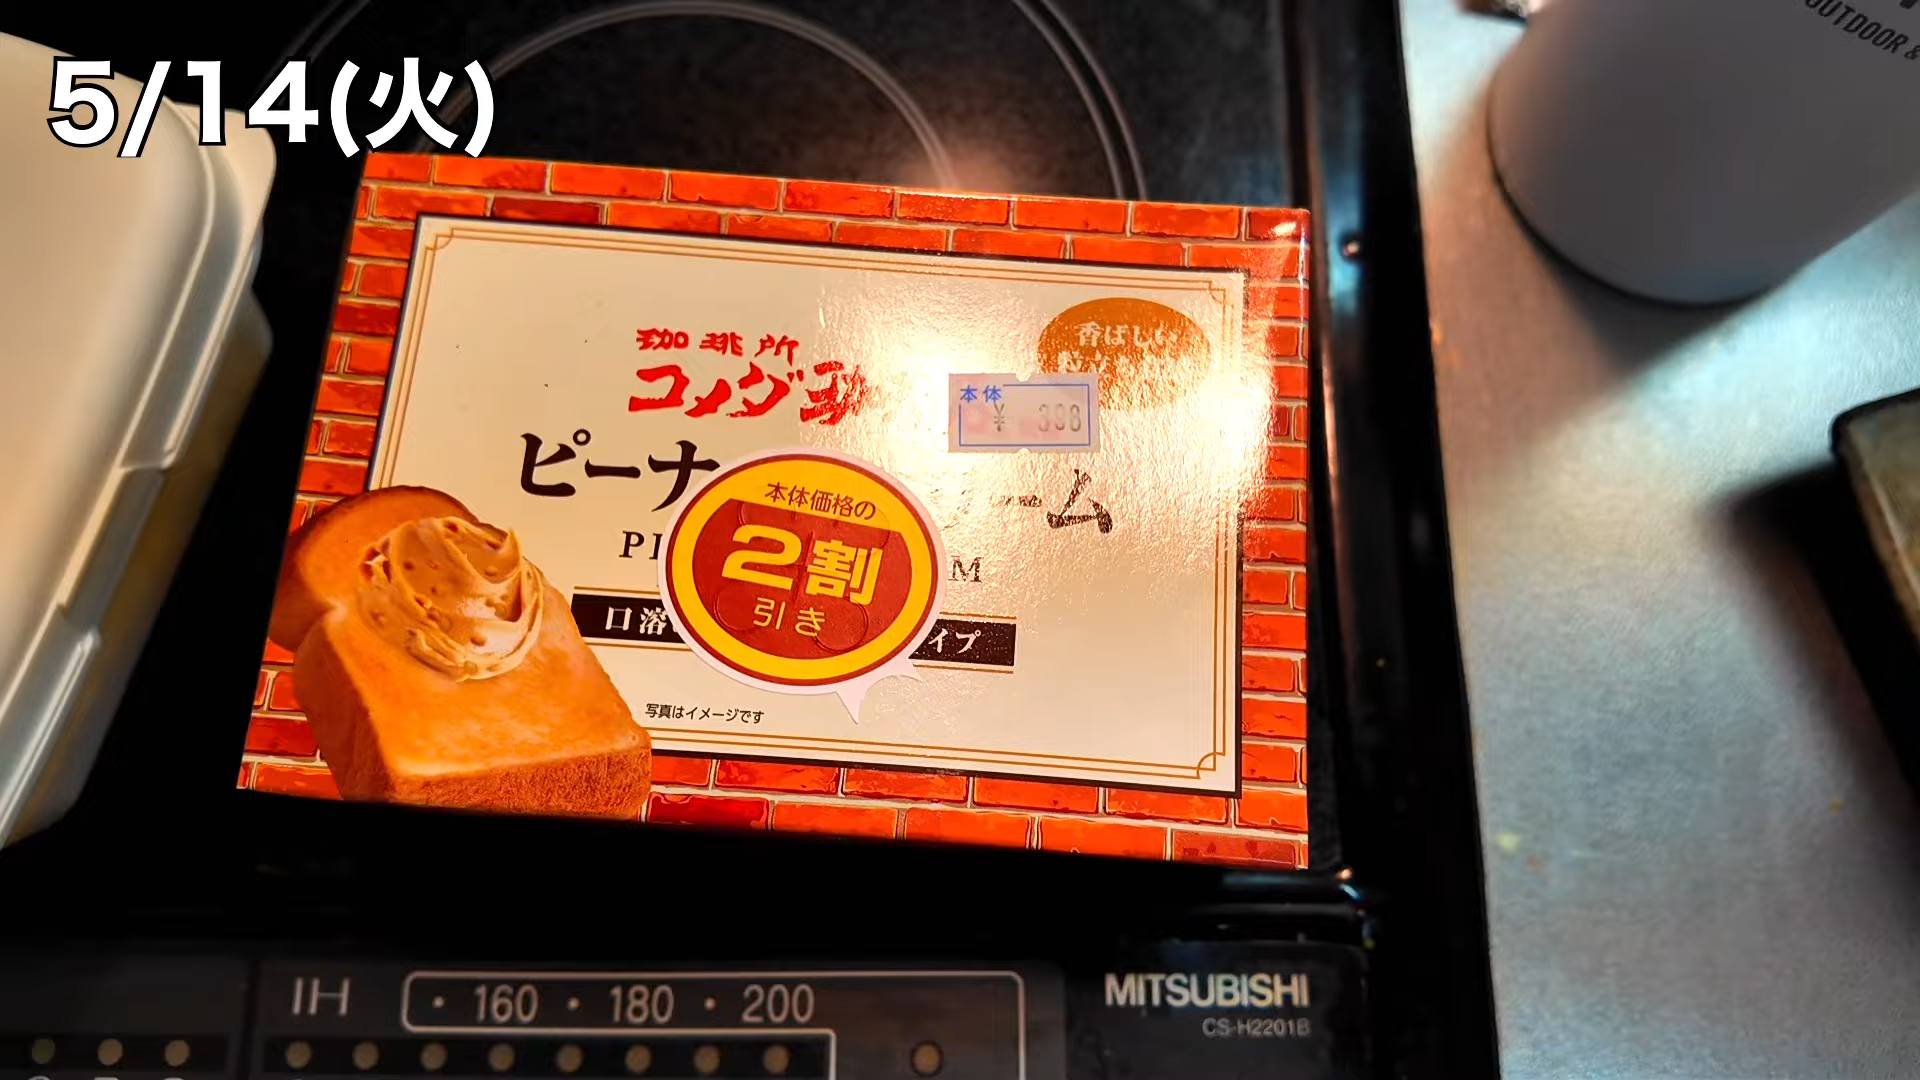 5/14(火)
OUTDOOR &
珈琲所
コメダ珈
香ばしい
本体
¥ 398
ピーナ
ーム
本体価格の
2割
引き
M
口溶
イプ
写真はイメージです
IH
・160・180・200
MITSUBISHI
CS-H2201B